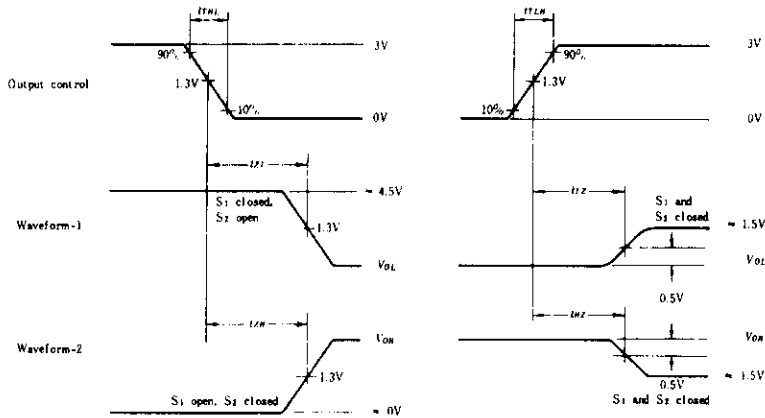 tTHL
tTLH
3V
3V
90%
90%
Output control
1.3V
1.3V
10%
10%
0V
0V
tZL
tLZ
≈ 4.5V
S1 closed,
S2 open
S1 and
S2 closed
Waveform-1
1.3V
≈ 1.5V
VOL
VOL
0.5V
tZH
tHZ
VOH
VOH
Waveform-2
1.3V
0.5V
≈ 1.5V
S1 open, S2 closed
≈ 0V
S1 and S2 closed